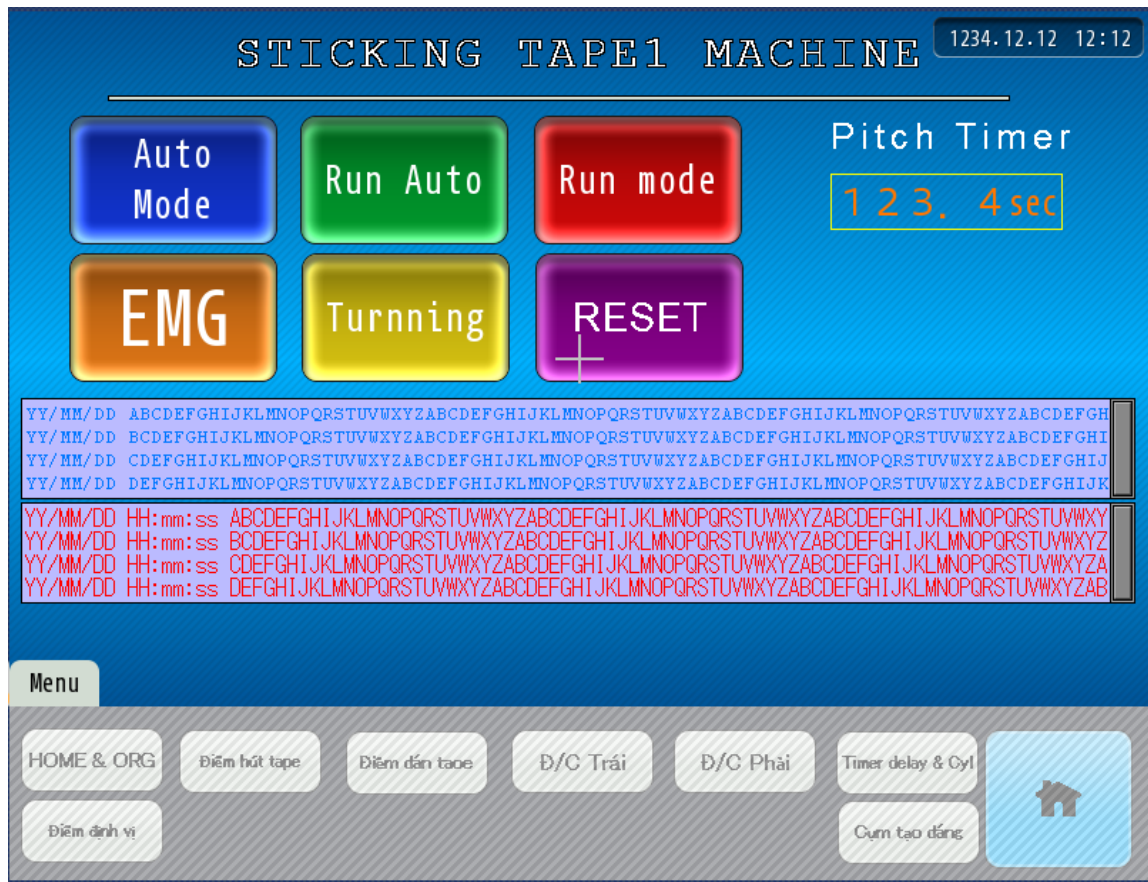 STICKING TAPE1 MACHINE
1234.12.12 12:12
Auto
Mode
Run Auto
Run mode
Pitch Timer
123.4sec
EMG
Turnning
RESET
YY/MM/DD ABCDEFGHIJKLMNOPQRSTUVWXYZABCDEFGHIJKLMNOPQRSTUVWXYZABCDEFGHIJKLMNOPQRSTUVWXYZABCDEFGH
YY/MM/DD BCDEFGHIJKLMNOPQRSTUVWXYZABCDEFGHIJKLMNOPQRSTUVWXYZABCDEFGHIJKLMNOPQRSTUVWXYZABCDEFGHI
YY/MM/DD CDEFGHIJKLMNOPQRSTUVWXYZABCDEFGHIJKLMNOPQRSTUVWXYZABCDEFGHIJKLMNOPQRSTUVWXYZABCDEFGHIJ
YY/MM/DD DEFGHIJKLMNOPQRSTUVWXYZABCDEFGHIJKLMNOPQRSTUVWXYZABCDEFGHIJKLMNOPQRSTUVWXYZABCDEFGHIJK
YY/MM/DD HH:mm:ss ABCDEFGHIJKLMNOPQRSTUVWXYZABCDEFGHIJKLMNOPQRSTUVWXYZABCDEFGHIJKLMNOPQRSTUVWXY
YY/MM/DD HH:mm:ss BCDEFGHIJKLMNOPQRSTUVWXYZABCDEFGHIJKLMNOPQRSTUVWXYZABCDEFGHIJKLMNOPQRSTUVWXYZ
YY/MM/DD HH:mm:ss CDEFGHIJKLMNOPQRSTUVWXYZABCDEFGHIJKLMNOPQRSTUVWXYZABCDEFGHIJKLMNOPQRSTUVWXYZA
YY/MM/DD HH:mm:ss DEFGHIJKLMNOPQRSTUVWXYZABCDEFGHIJKLMNOPQRSTUVWXYZABCDEFGHIJKLMNOPQRSTUVWXYZAB
Menu
HOME & ORG
Điểm hút tape
Điểm dán taoe
Đ/C Trái
Đ/C Phải
Timer delay & Cyl
Điểm định vị
Cụm tạo dáng